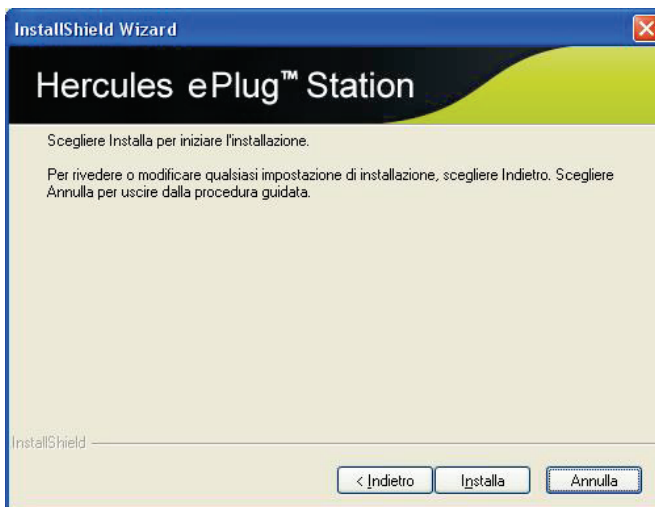 InstallShield Wizard
Hercules ePlug™ Station
Scegliere Installa per iniziare l'installazione.
Per rivedere o modificare qualsiasi impostazione di installazione, scegliere Indietro. Scegliere
Annulla per uscire dalla procedura guidata.
InstallShield
< Indietro Installa Annulla